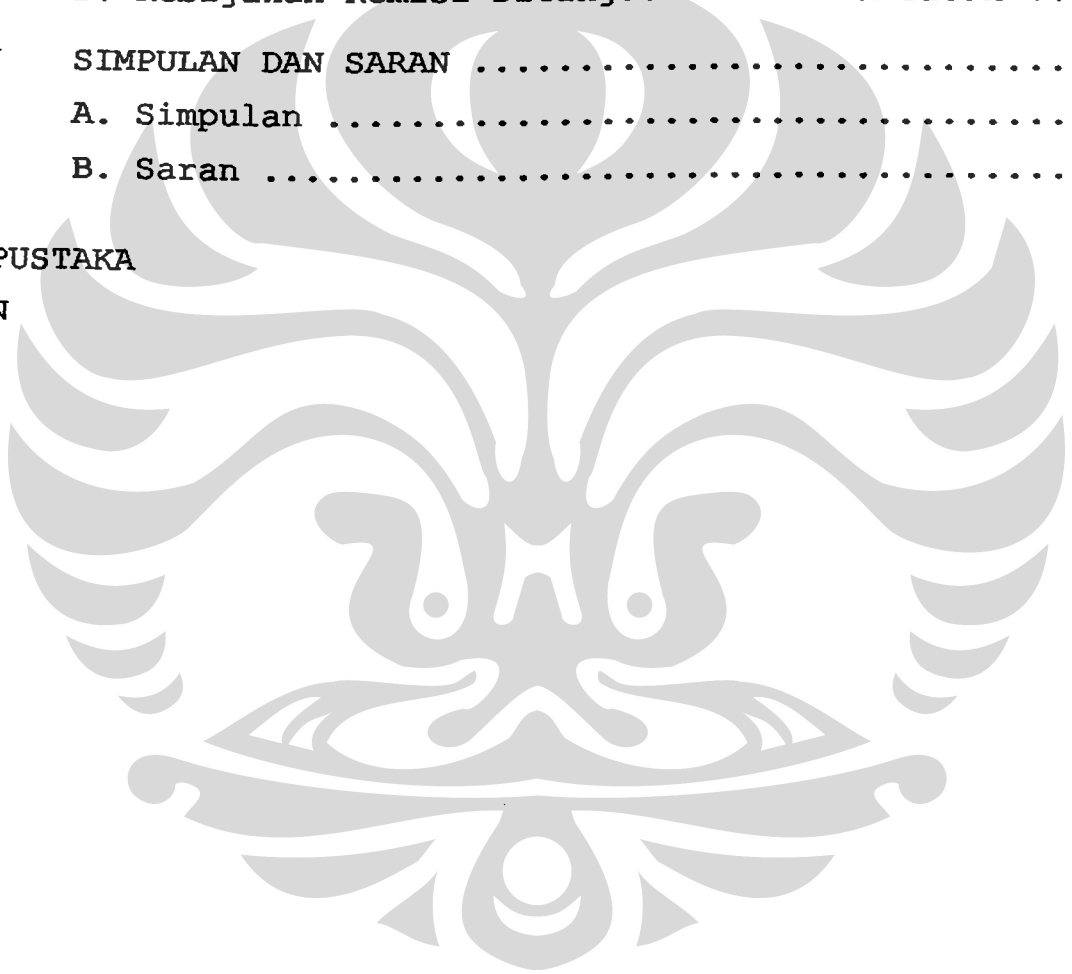 SIMPULAN DAN SARAN ............................
A. Simpulan ...................................
B. Saran ......................................
PUSTAKA
N